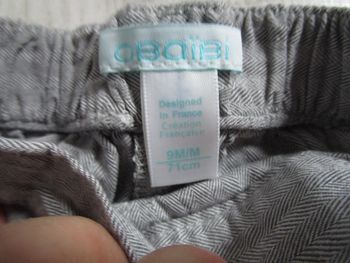 OBAÏBI
Designed
in France
Création
Française
9M/M
71cm